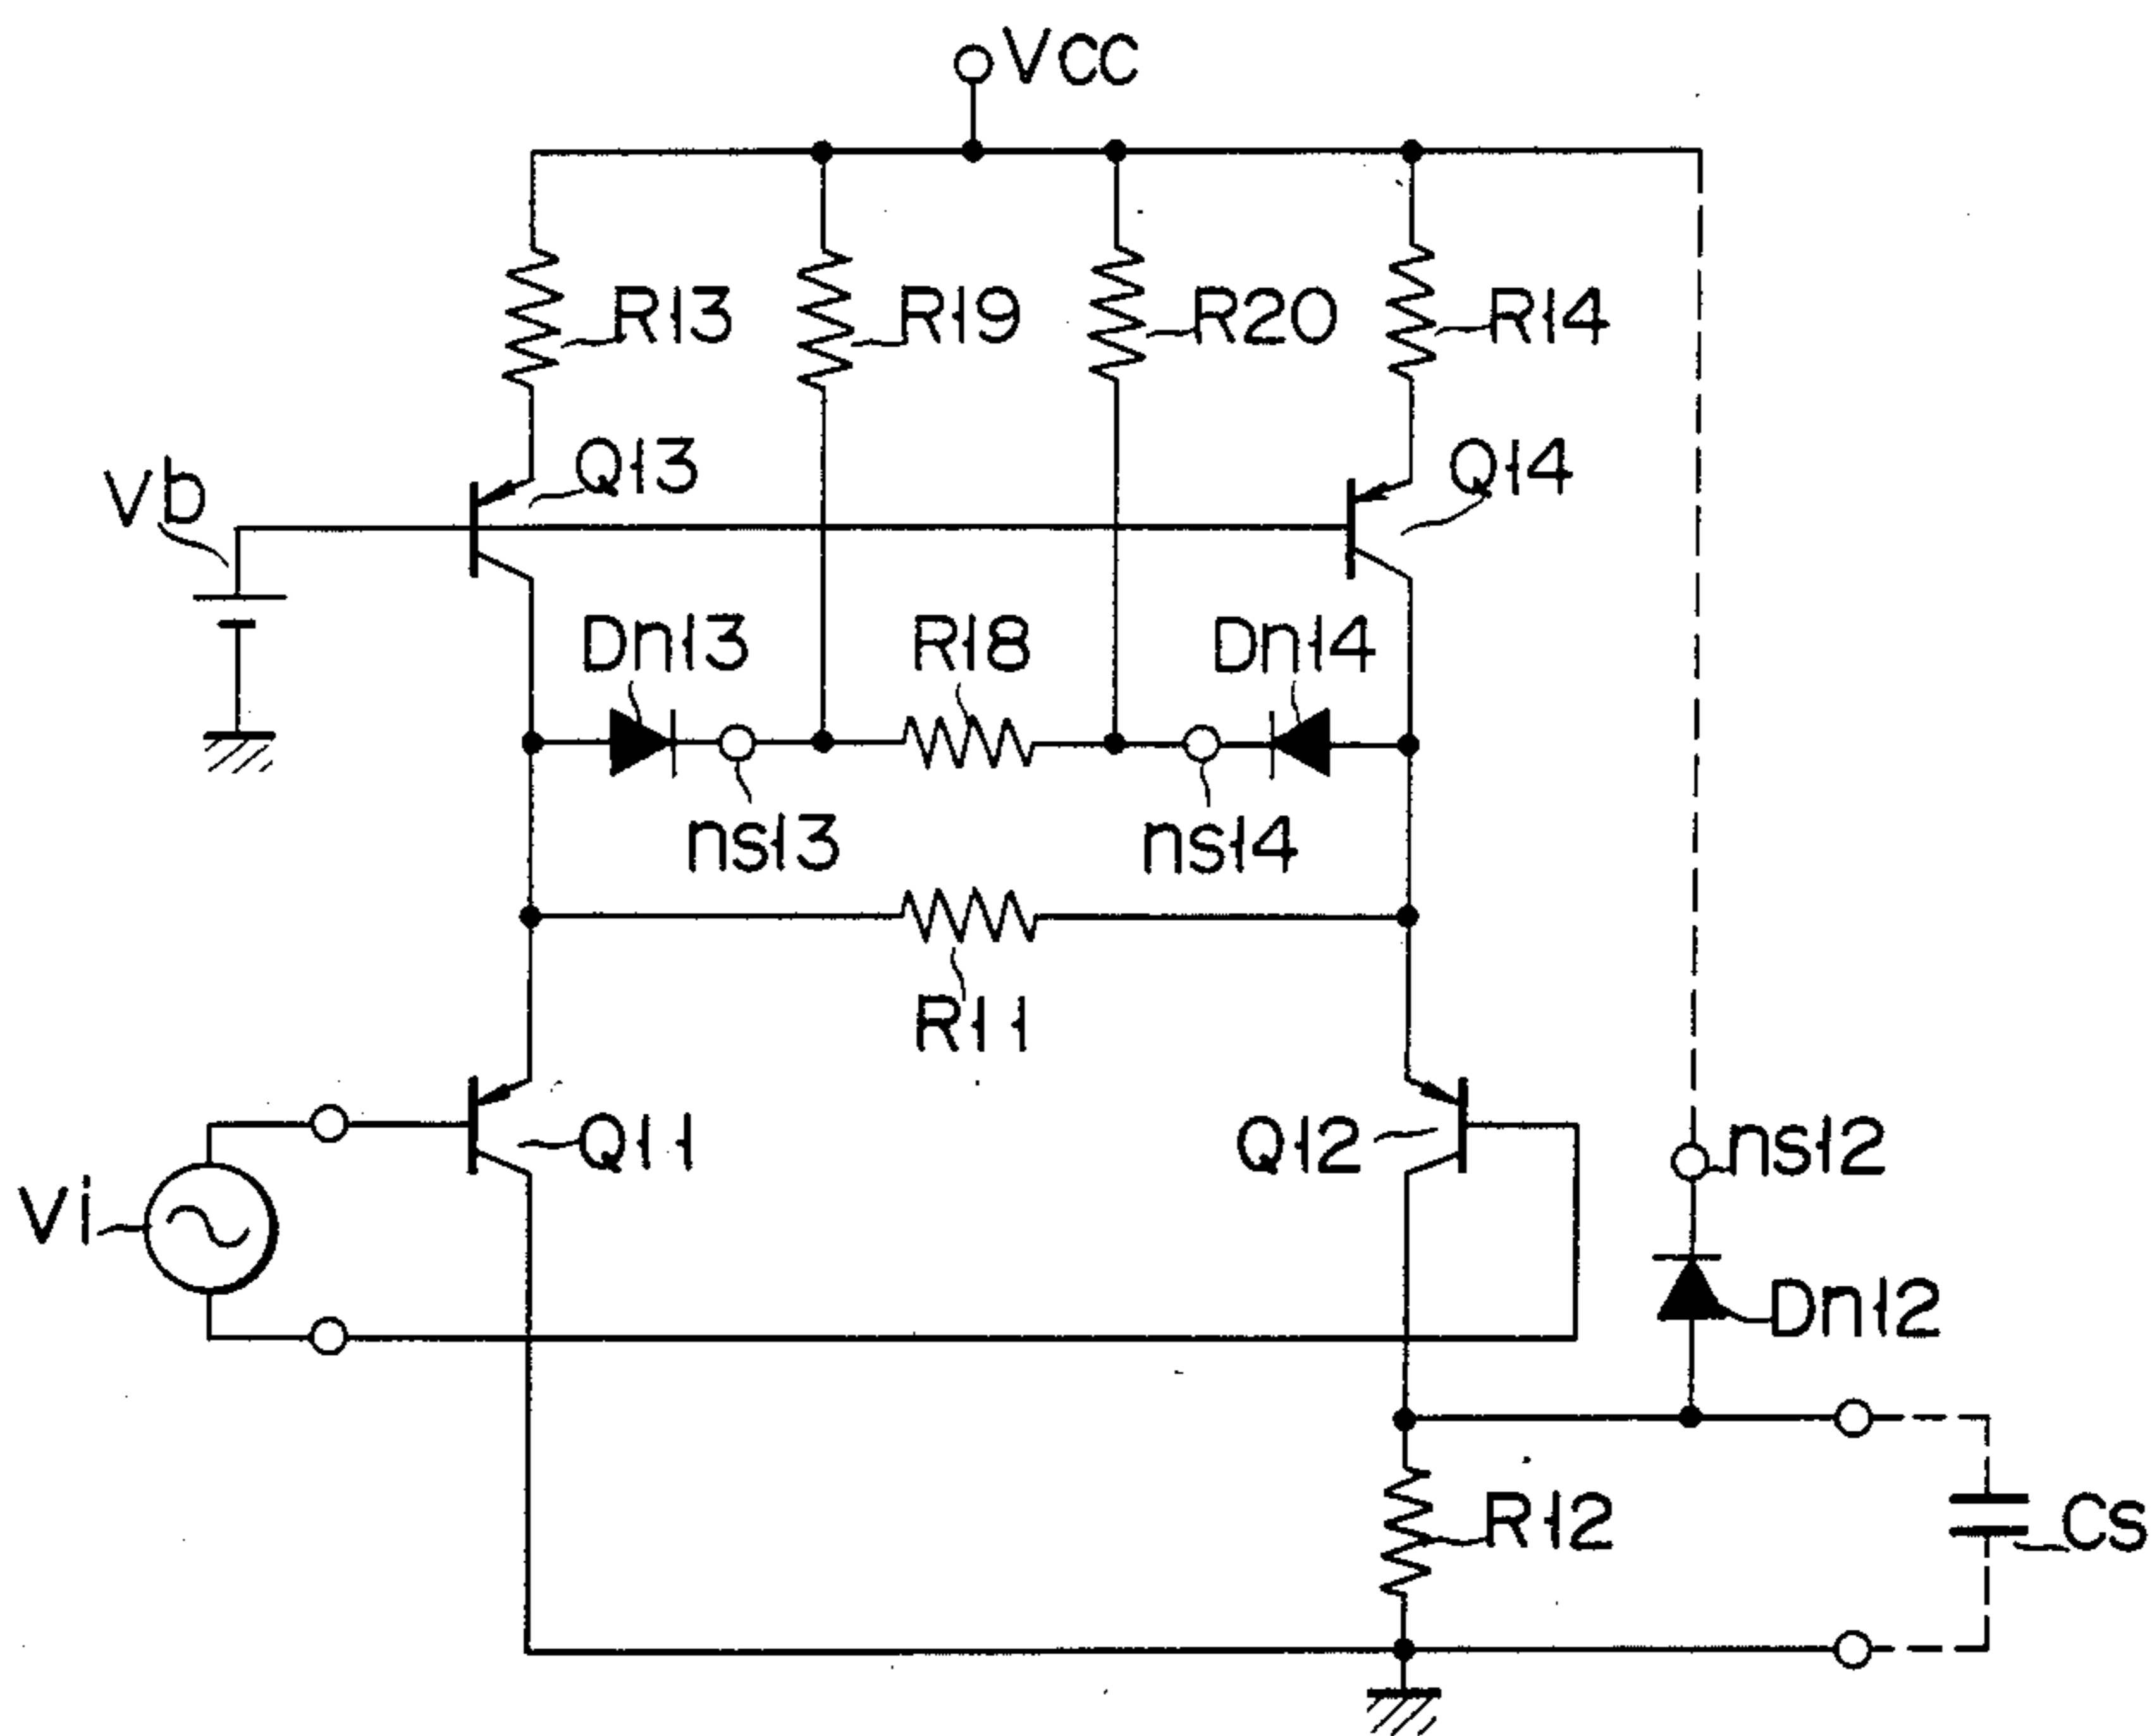 Vcc
R13
R19
R20
R14
Q13
Q14
Vb
Dn13
R18
Dn14
ns13
ns14
R11
Q11
Q12
ns12
Vi
Dn12
R12
Cs